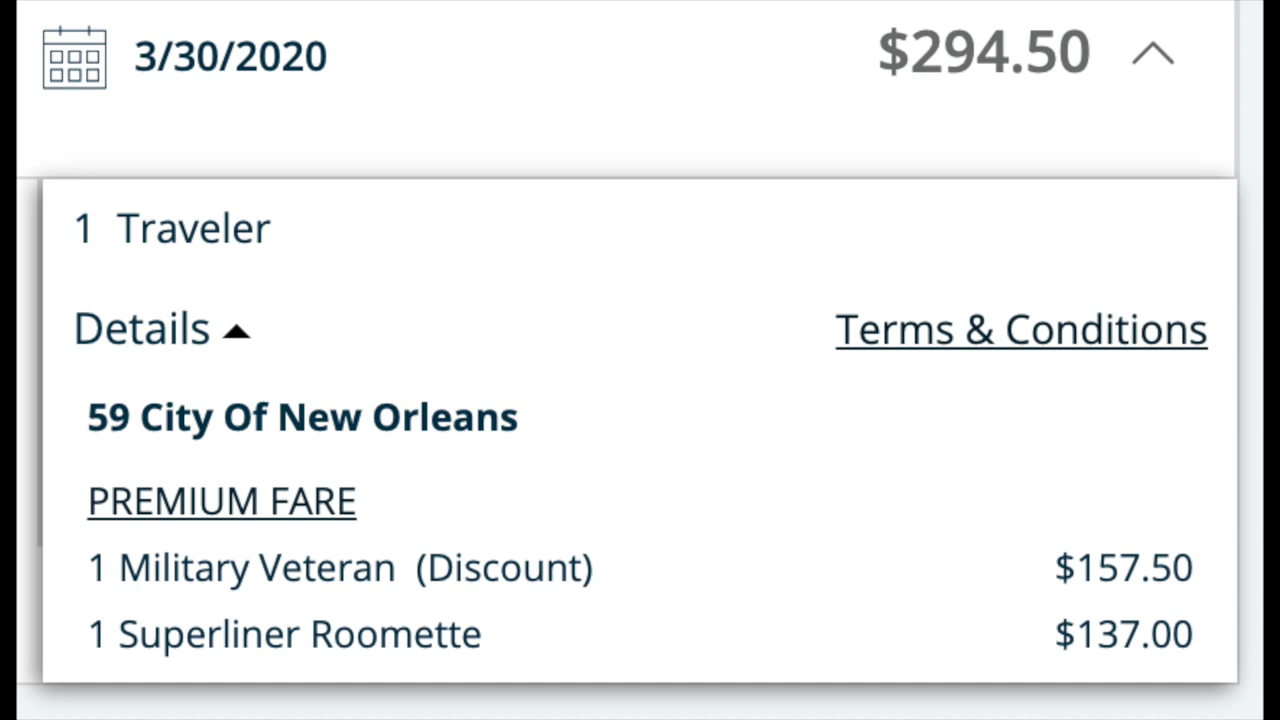 3/30/2020 $294.50
1 Traveler
Details Terms & Conditions
59 City Of New Orleans
PREMIUM FARE
1 Military Veteran (Discount) $157.50
1 Superliner Roomette $137.00